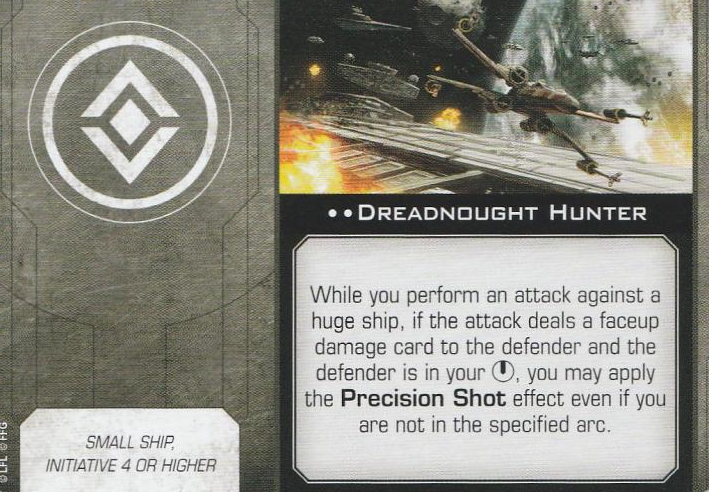 ••DREADNOUGHT HUNTER
While you perform an attack against a
huge ship, if the attack deals a faceup
damage card to the defender and the
defender is in your , you may apply
the Precision Shot effect even if you
are not in the specified arc.
SMALL SHIP,
INITIATIVE 4 OR HIGHER
©LFL ©FFG